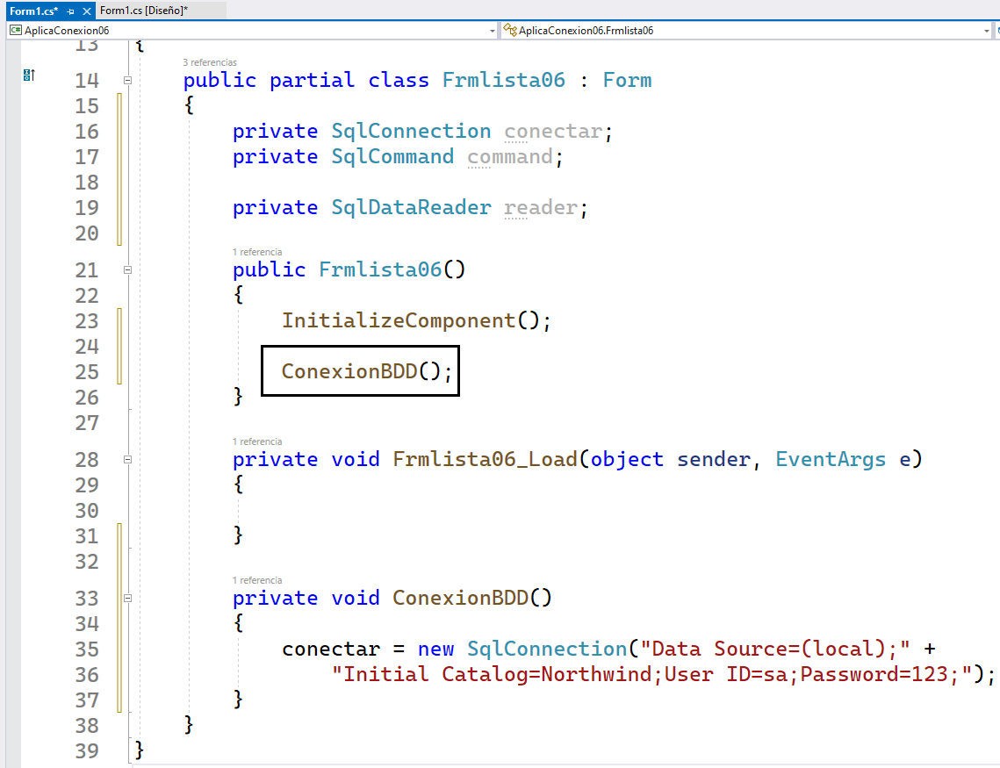 Form1.cs* Form1.cs [Diseño]*
AplicaConexion06 AplicaConexion06.Frmlista06
13 {
3 referencias
14 public partial class Frmlista06 : Form
15 {
16 private SqlConnection conectar;
17 private SqlCommand command;
18
19 private SqlDataReader reader;
20
1 referencia
21 public Frmlista06()
22 {
23 InitializeComponent();
24
25 ConexionBDD();
26 }
27
1 referencia
28 private void Frmlista06_Load(object sender, EventArgs e)
29 {
30
31 }
32
1 referencia
33 private void ConexionBDD()
34 {
35 conectar = new SqlConnection("Data Source=(local);" +
36 "Initial Catalog=Northwind;User ID=sa;Password=123;");
37 }
38 }
39 }